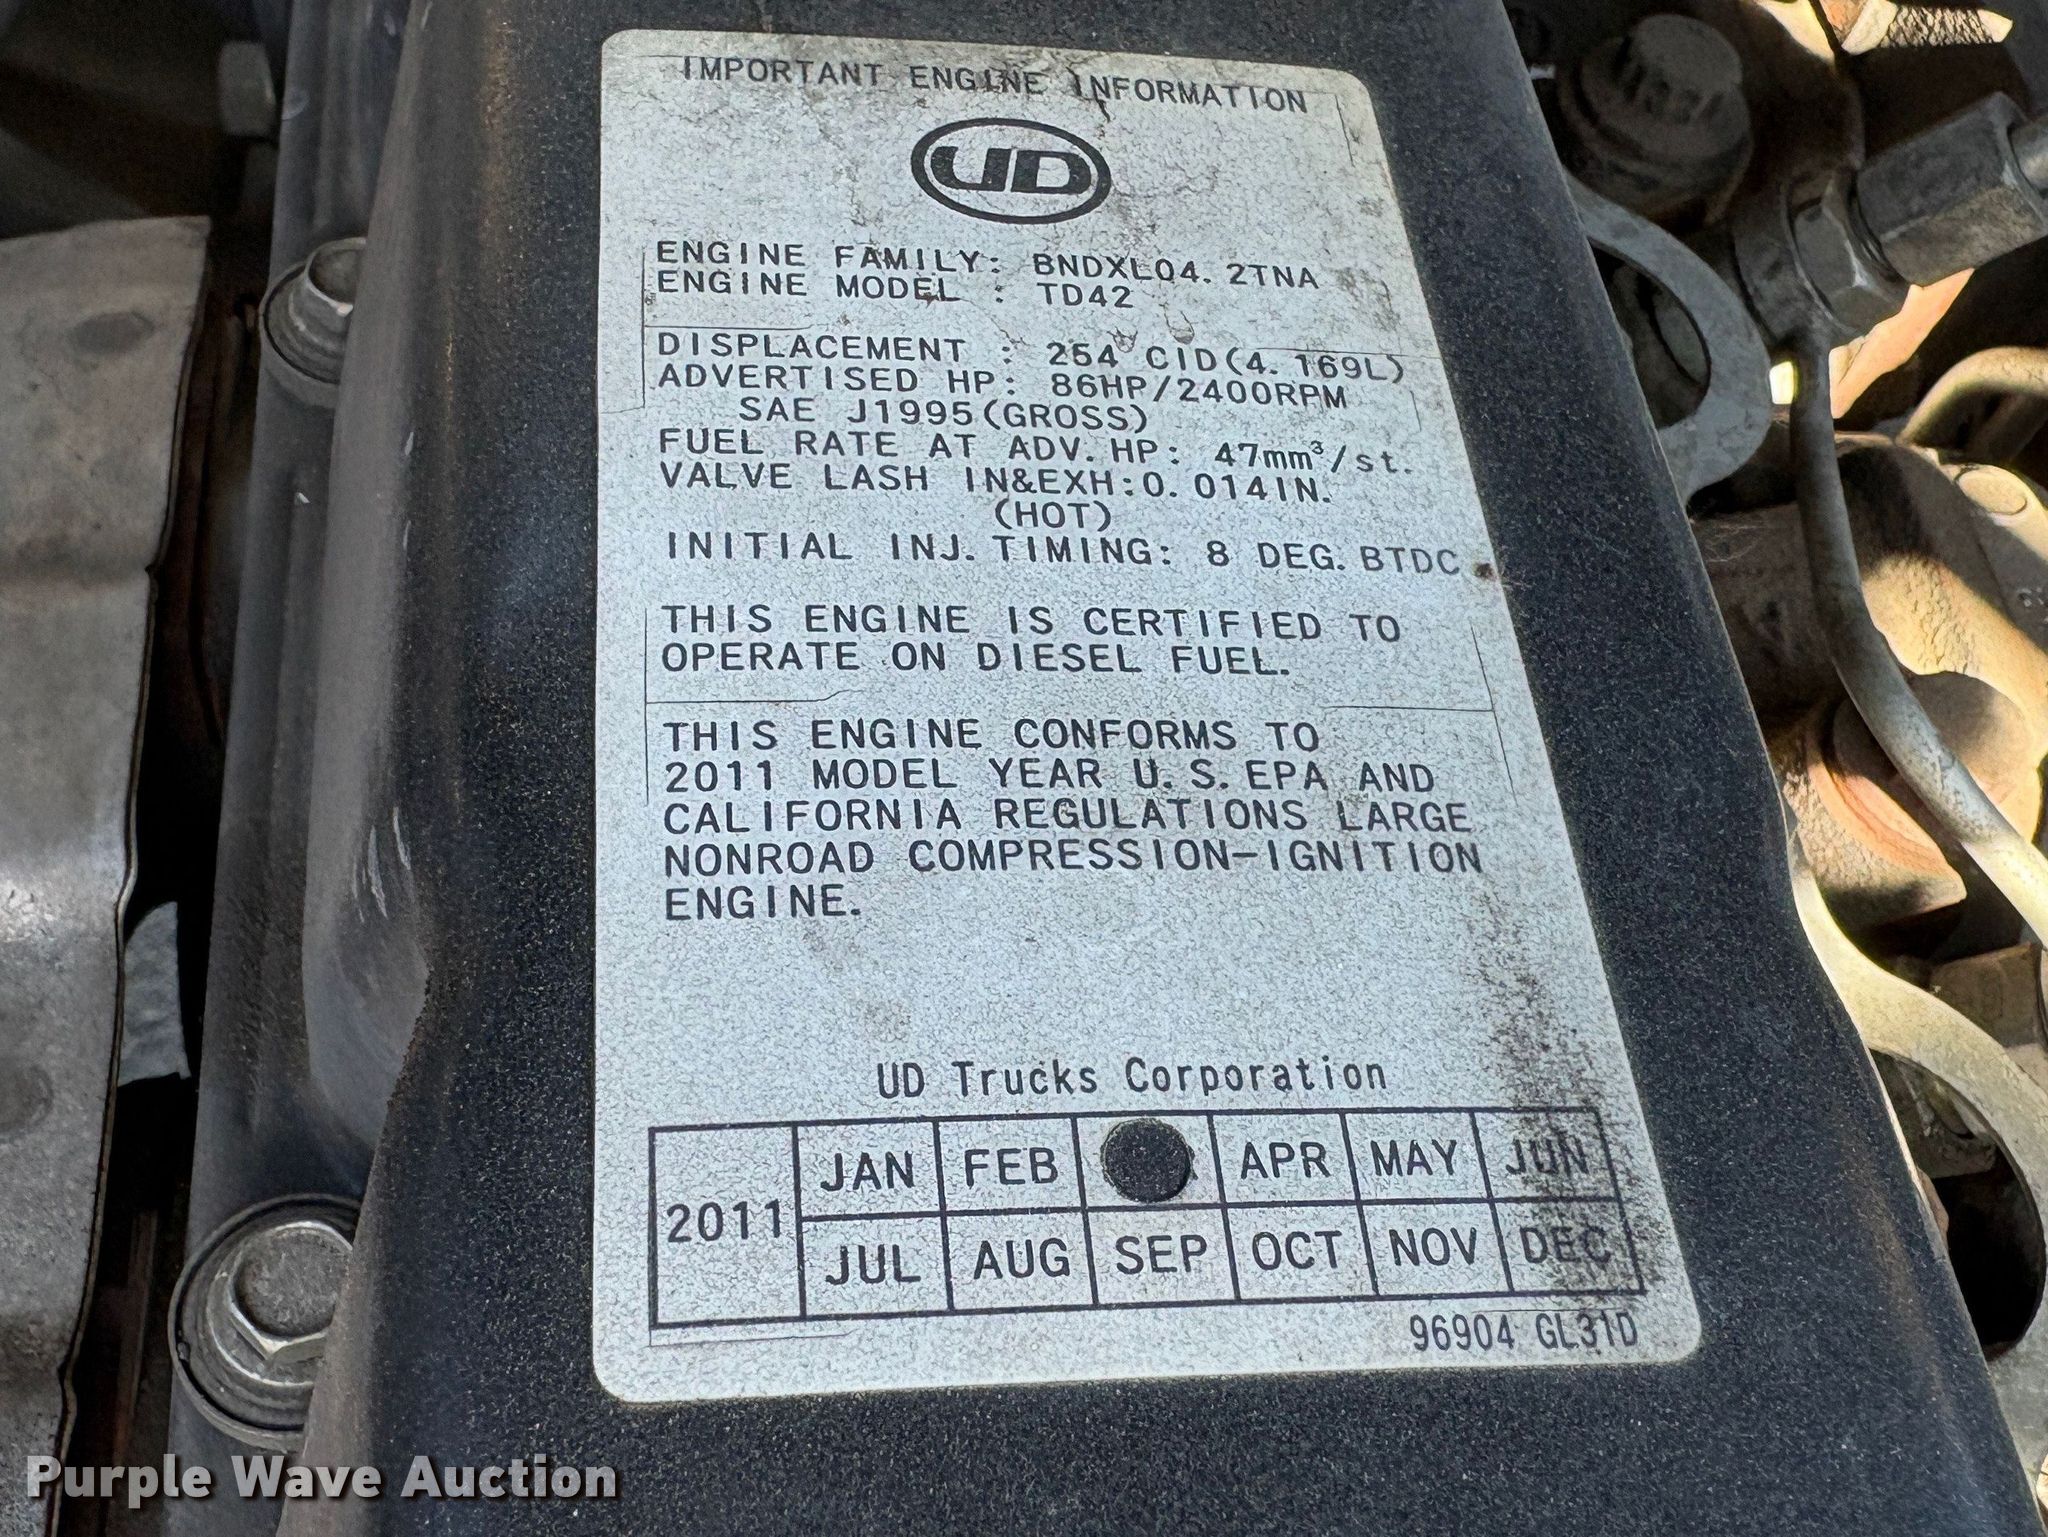 IMPORTANT ENGINE INFORMATION
UD
ENGINE FAMILY: BNDXL04.2TNA
ENGINE MODEL : TD42
DISPLACEMENT : 254 CID(4.169L)
ADVERTISED HP: 86HP/2400RPM
SAE J1995(GROSS)
FUEL RATE AT ADV.HP: 47mm³/st.
VALVE LASH IN&EXH:0.014IN.
(HOT)
INITIAL INJ.TIMING: 8 DEG.BTDC
THIS ENGINE IS CERTIFIED TO
OPERATE ON DIESEL FUEL.
THIS ENGINE CONFORMS TO
2011 MODEL YEAR U.S.EPA AND
CALIFORNIA REGULATIONS LARGE
NONROAD COMPRESSION-IGNITION
ENGINE.
UD Trucks Corporation
2011 JAN FEB APR MAY JUN
JUL AUG SEP OCT NOV DEC
96904 GL31D
Purple Wave Auction